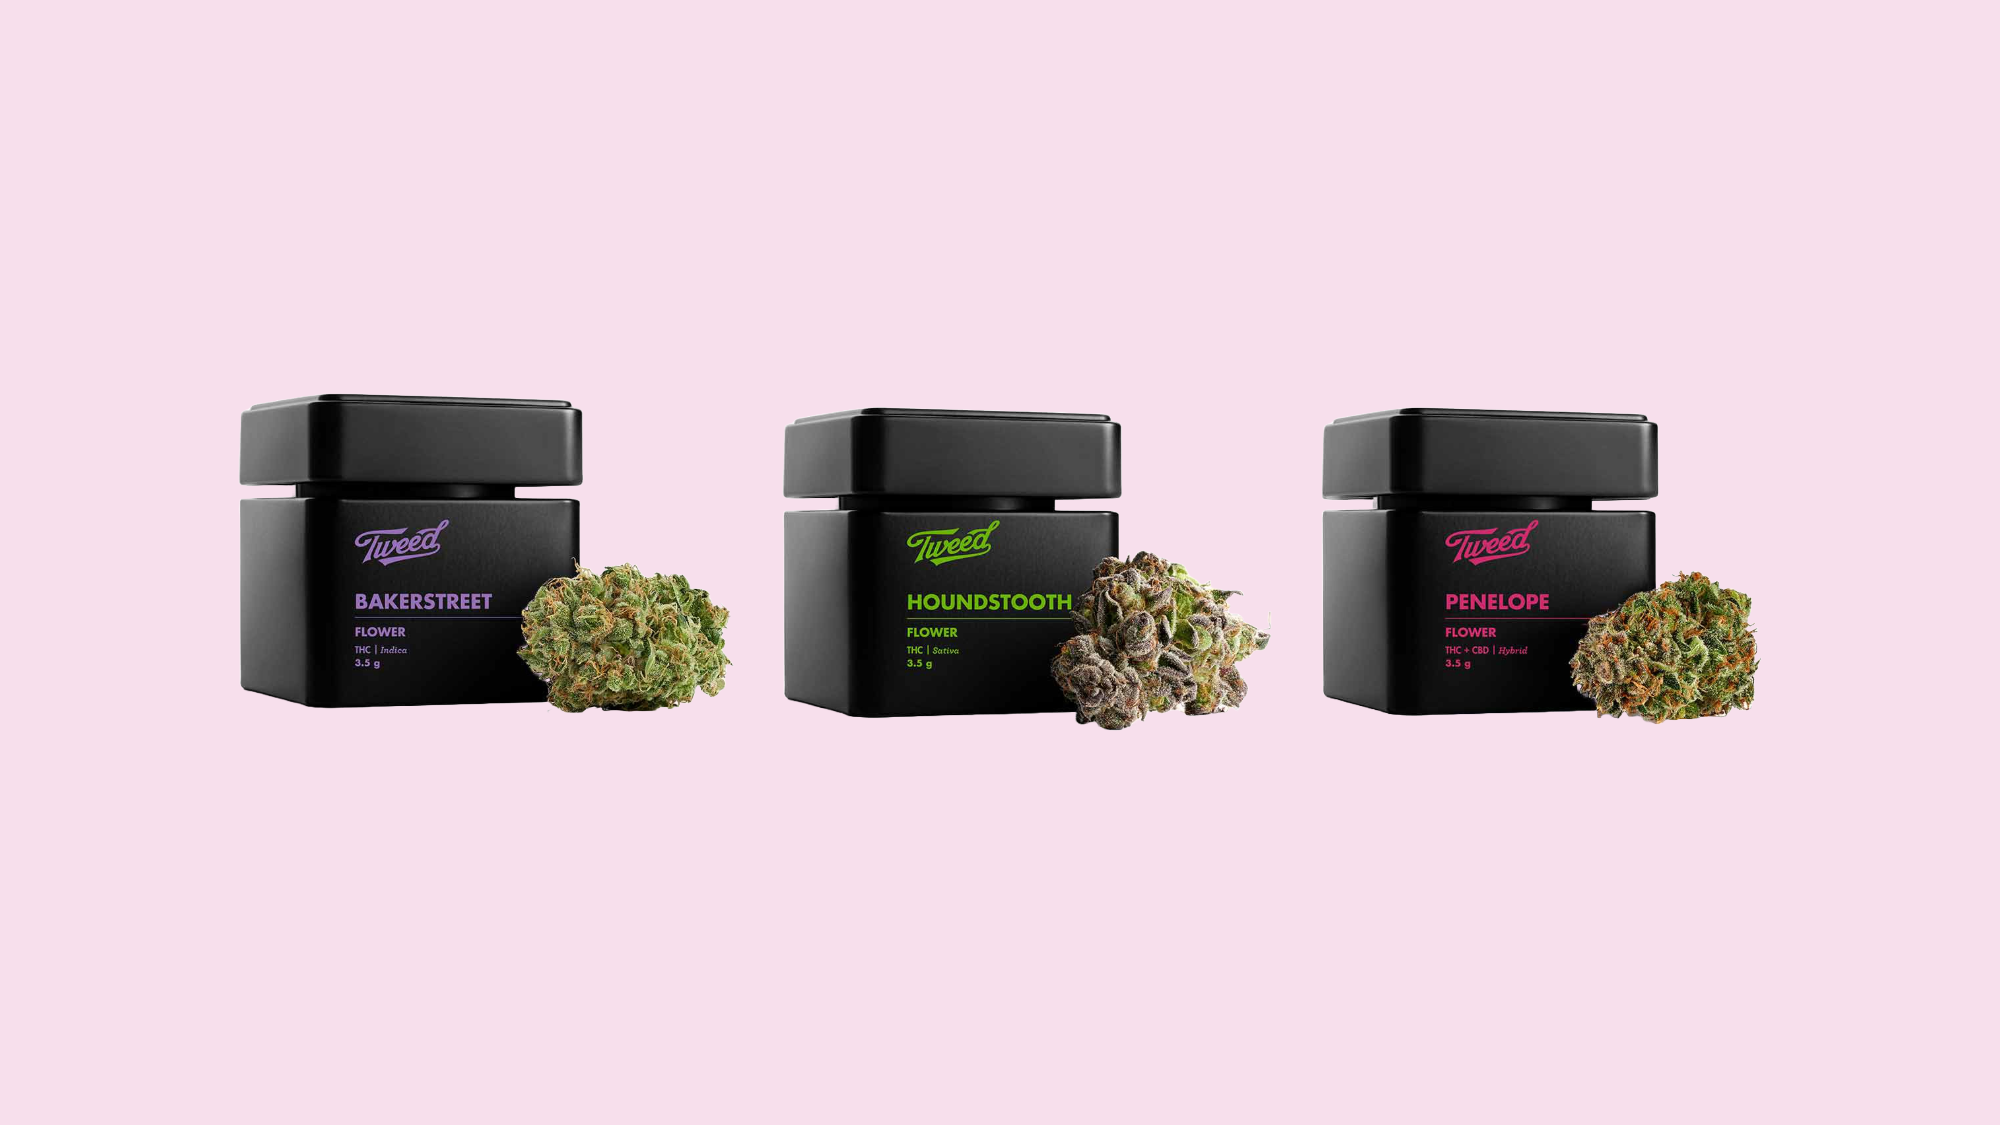 Tweed
BAKERSTREET
FLOWER
THC | Indica
3.5 g
Tweed
HOUNDSTOOTH
FLOWER
THC | Sativa
3.5 g
Tweed
PENELOPE
FLOWER
THC + CBD | Hybrid
3.5 g